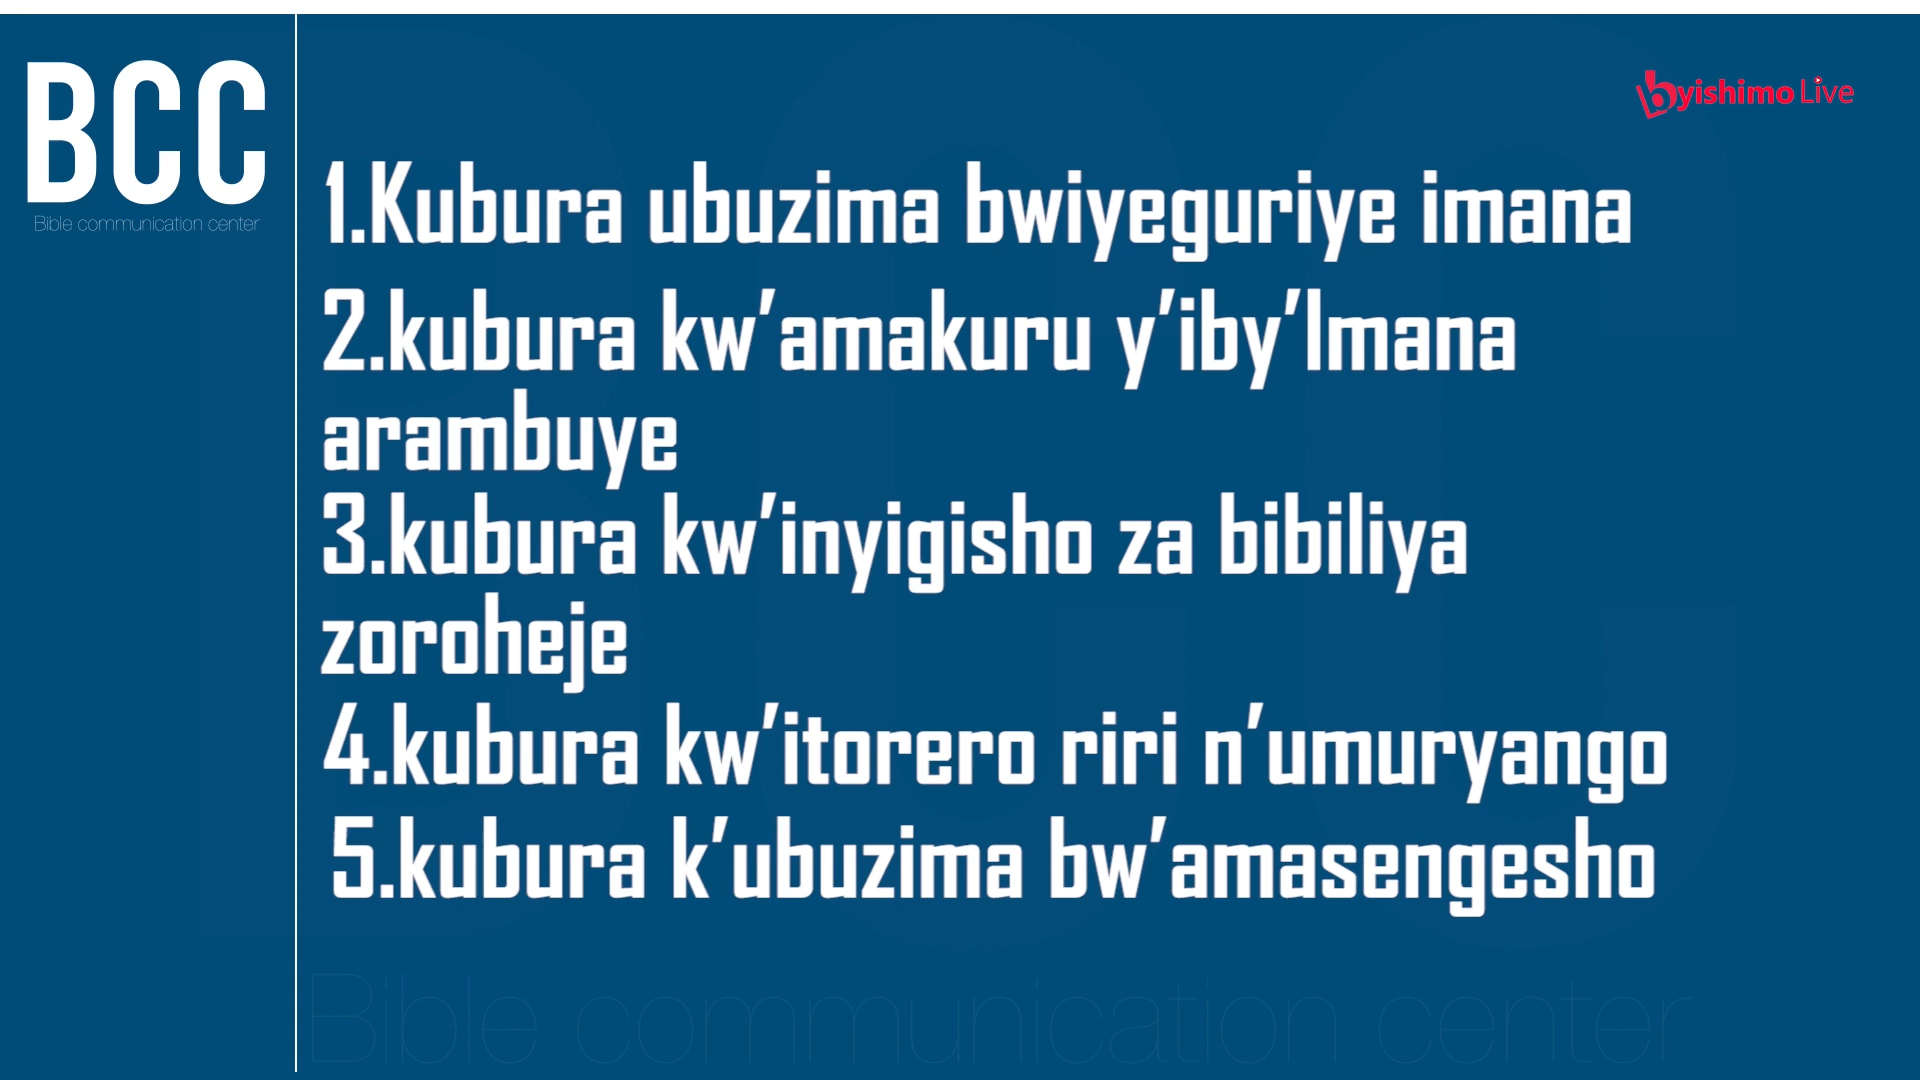 BCC
Bible communication center
byishimo Live
1.Kubura ubuzima bwiyeguriye imana
2.kubura kw’amakuru y’iby’Imana
arambuye
3.kubura kw’inyigisho za bibiliya
zoroheje
4.kubura kw’itorero riri n’umuryango
5.kubura k’ubuzima bw’amasengesho
Bible communication center